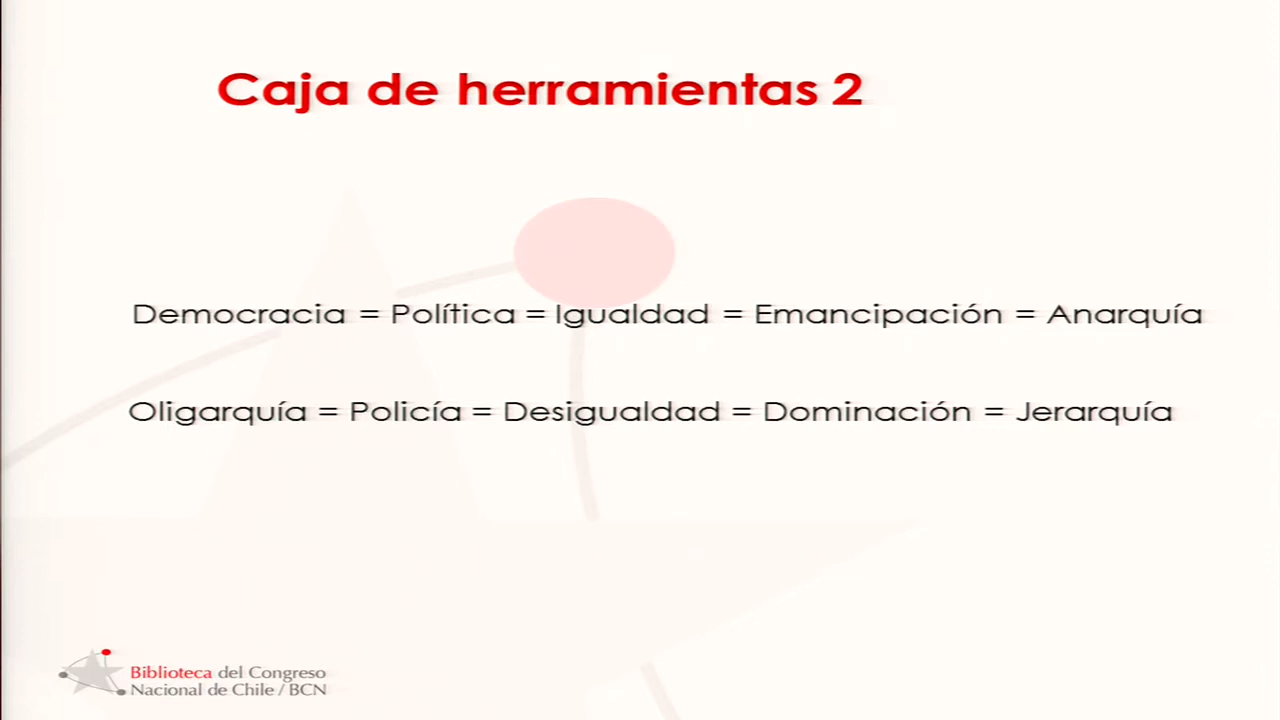 Caja de herramientas 2
Democracia = Política = Igualdad = Emancipación = Anarquía
Oligarquía = Policía = Desigualdad = Dominación = Jerarquía
Biblioteca del Congreso
Nacional de Chile / BCN